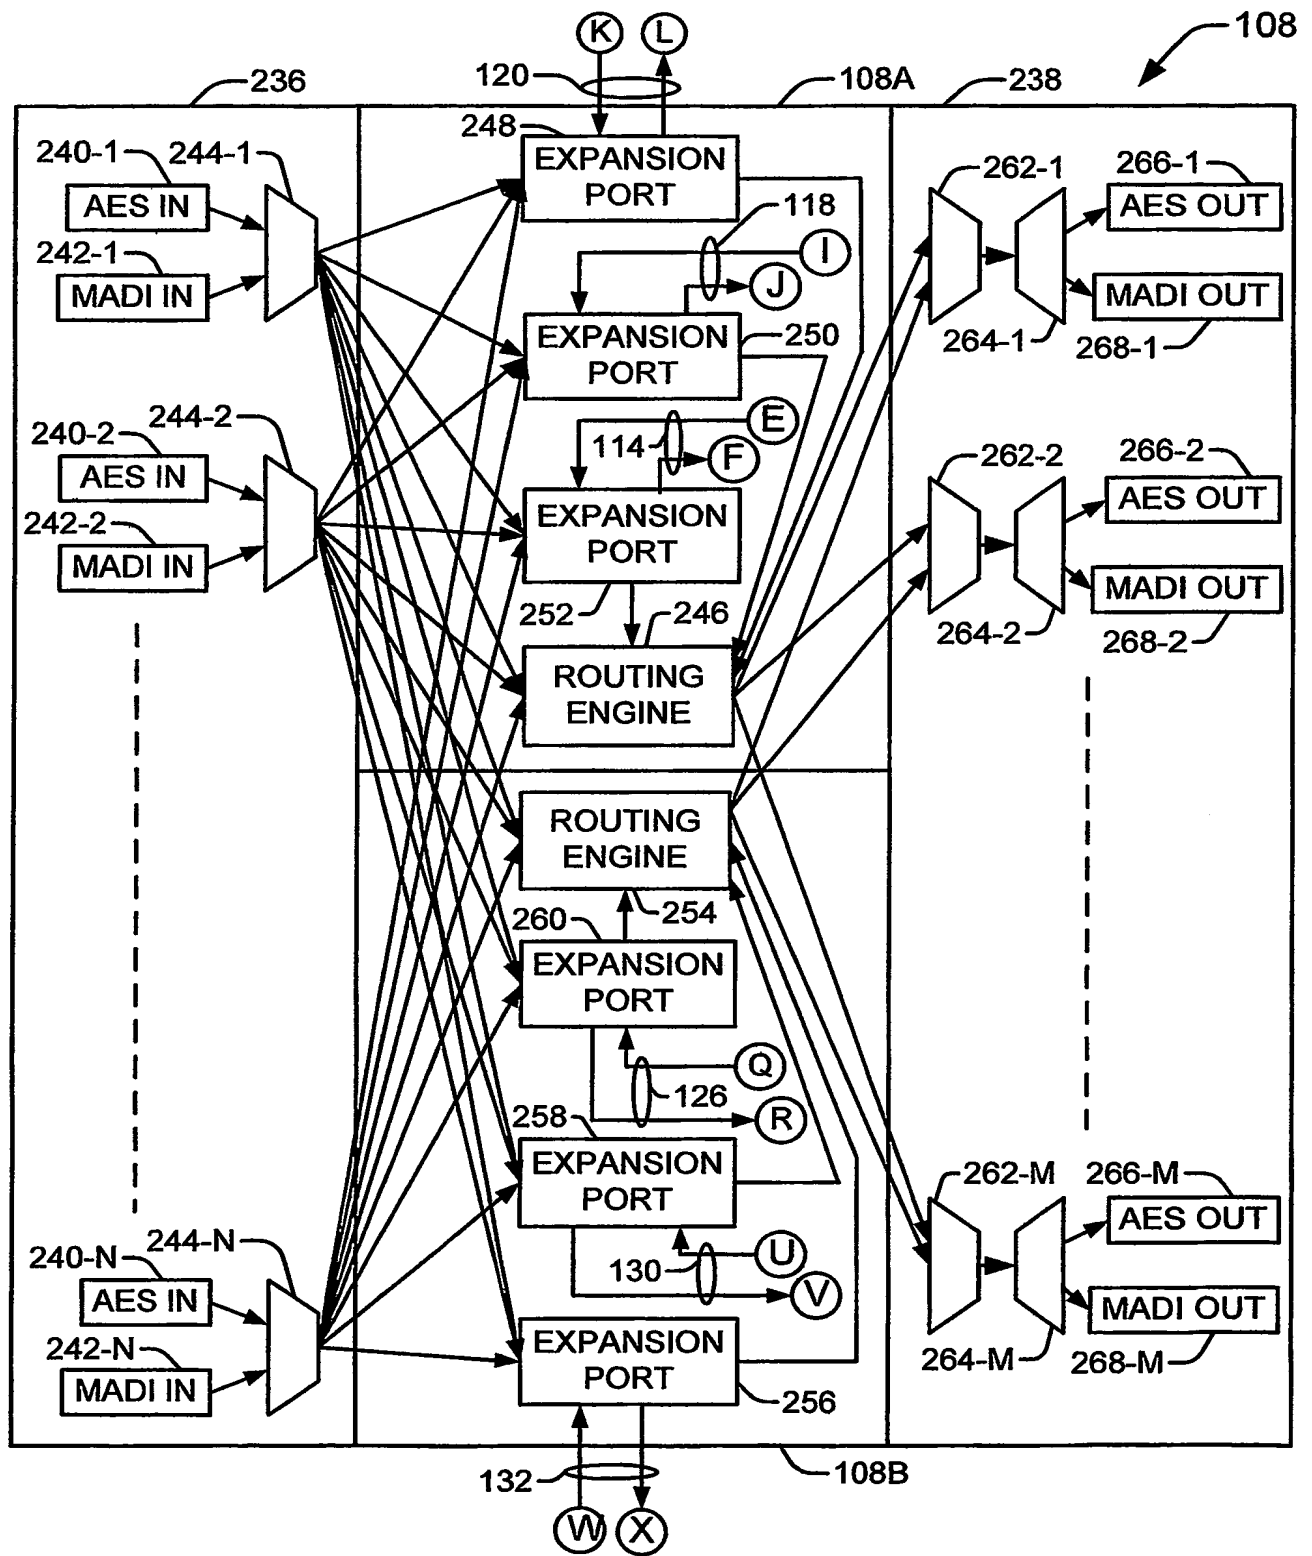 108
K
L
120
236
108A
238
248
EXPANSION
PORT
240-1
244-1
AES IN
242-1
MADI IN
118
I
J
EXPANSION
PORT
250
262-1
266-1
AES OUT
MADI OUT
264-1
268-1
240-2
244-2
AES IN
242-2
MADI IN
E
114
F
EXPANSION
PORT
252
246
262-2
266-2
AES OUT
MADI OUT
264-2
268-2
ROUTING
ENGINE
ROUTING
ENGINE
260
254
EXPANSION
PORT
Q
126
R
258
EXPANSION
PORT
U
130
V
240-N
244-N
AES IN
242-N
MADI IN
EXPANSION
PORT
256
262-M
266-M
AES OUT
MADI OUT
264-M
268-M
132
108B
W
X